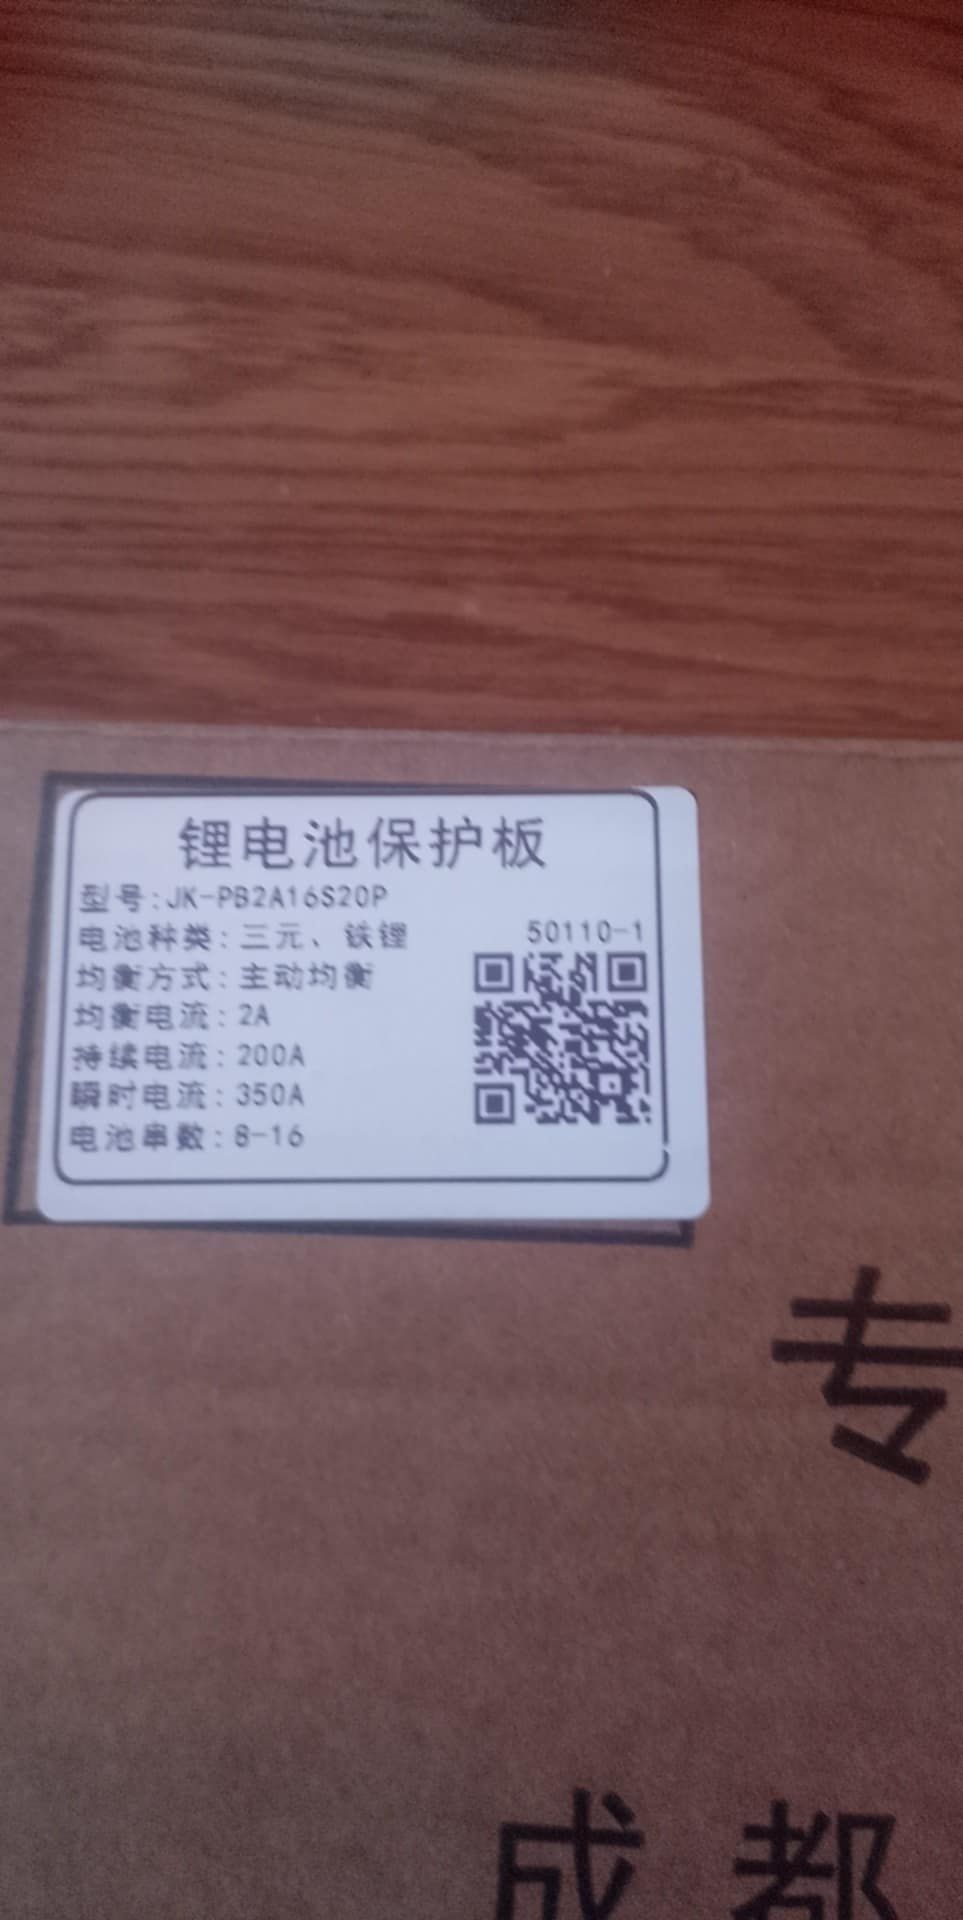 锂电池保护板
型号:JK-PB2A16S20P
电池种类:三元、铁锂
50110-1
均衡方式:主动均衡
均衡电流:2A
持续电流:200A
瞬时电流:350A
电池串数:8-16
专
成都